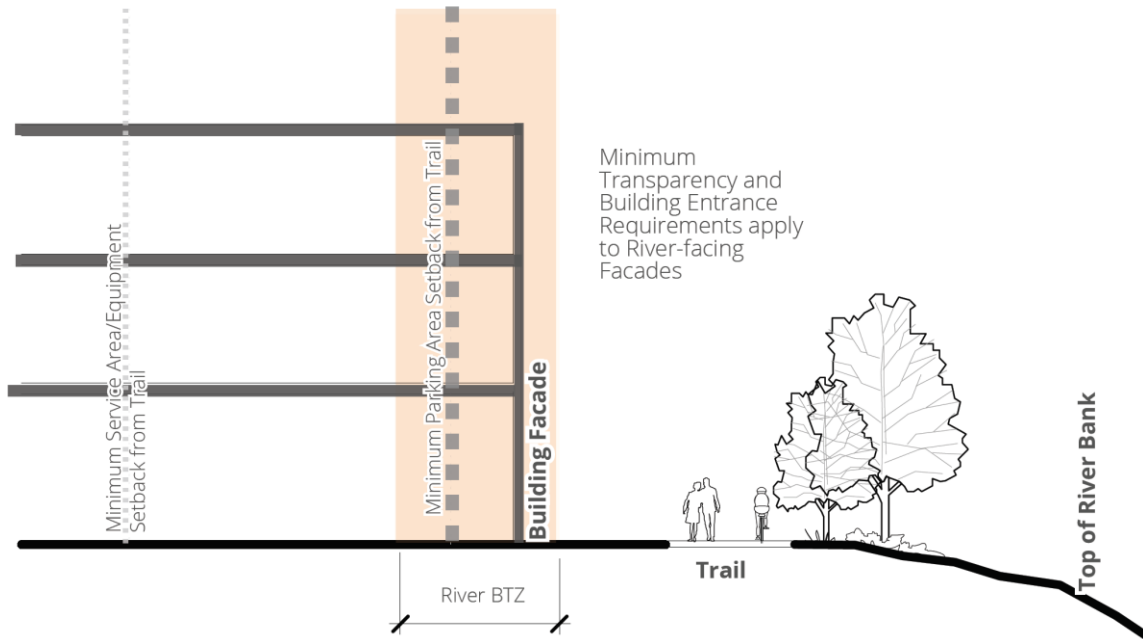 Minimum Service Area/Equipment
Setback from Trail
Minimum Parking Area Setback from Trail
Building Facade
Minimum
Transparency and
Building Entrance
Requirements apply
to River-facing
Facades
Top of River Bank
Trail
River BTZ